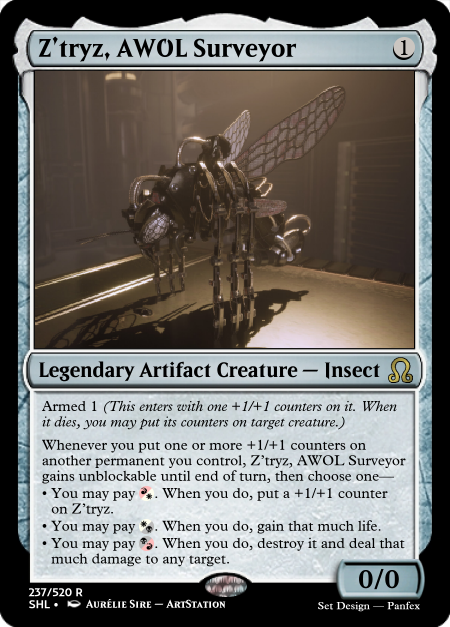 Z'tryz, AWOL Surveyor
1
Legendary Artifact Creature — Insect
Armed 1 (This enters with one +1/+1 counters on it. When
it dies, you may put its counters on target creature.)
Whenever you put one or more +1/+1 counters on
another permanent you control, Z'tryz, AWOL Surveyor
gains unblockable until end of turn, then choose one—
• You may pay . When you do, put a +1/+1 counter
on Z'tryz.
• You may pay . When you do, gain that much life.
• You may pay . When you do, destroy it and deal that
much damage to any target.
0/0
237/520 R
SHL • Aurélie Sire — ArtStation
Set Design — Panfex